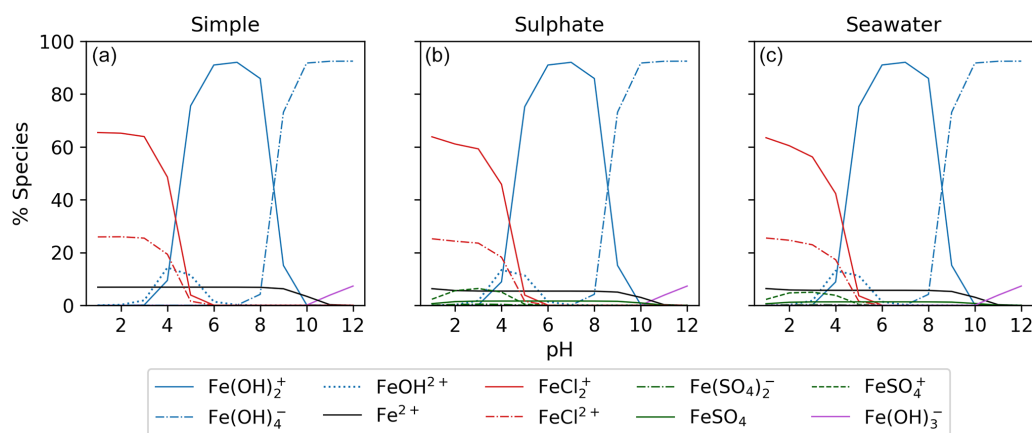 Simple
Sulphate
Seawater
(a)
(b)
(c)
100
80
60
40
20
0
% Species
2 4 6 8 10 12
2 4 6 8 10 12
2 4 6 8 10 12
pH
Fe(OH)₂⁺ FeOH²⁺ FeCl₂⁺ Fe(SO₄)₂⁻ FeSO₄⁺
Fe(OH)₄⁻ Fe²⁺ FeCl²⁺ FeSO₄ Fe(OH)₃⁻